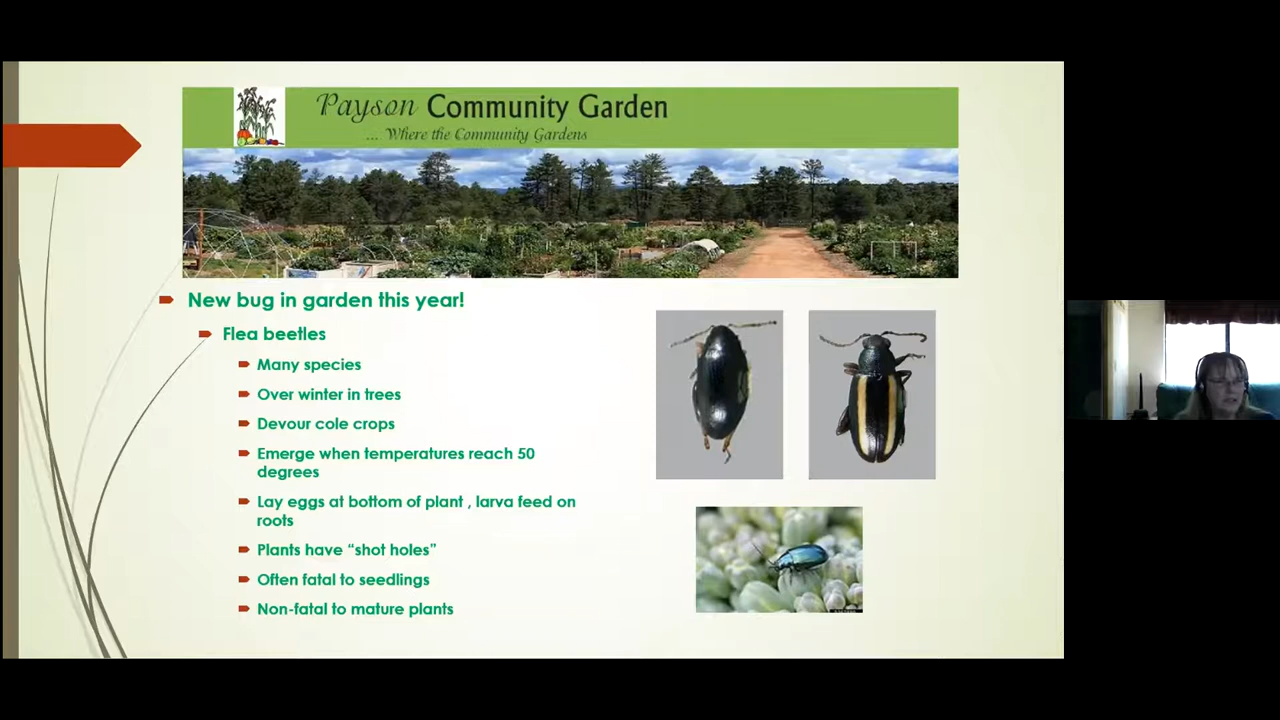 Payson Community Garden
... Where the Community Gardens
New bug in garden this year!
Flea beetles
Many species
Over winter in trees
Devour cole crops
Emerge when temperatures reach 50
degrees
Lay eggs at bottom of plant , larva feed on
roots
Plants have “shot holes”
Often fatal to seedlings
Non-fatal to mature plants